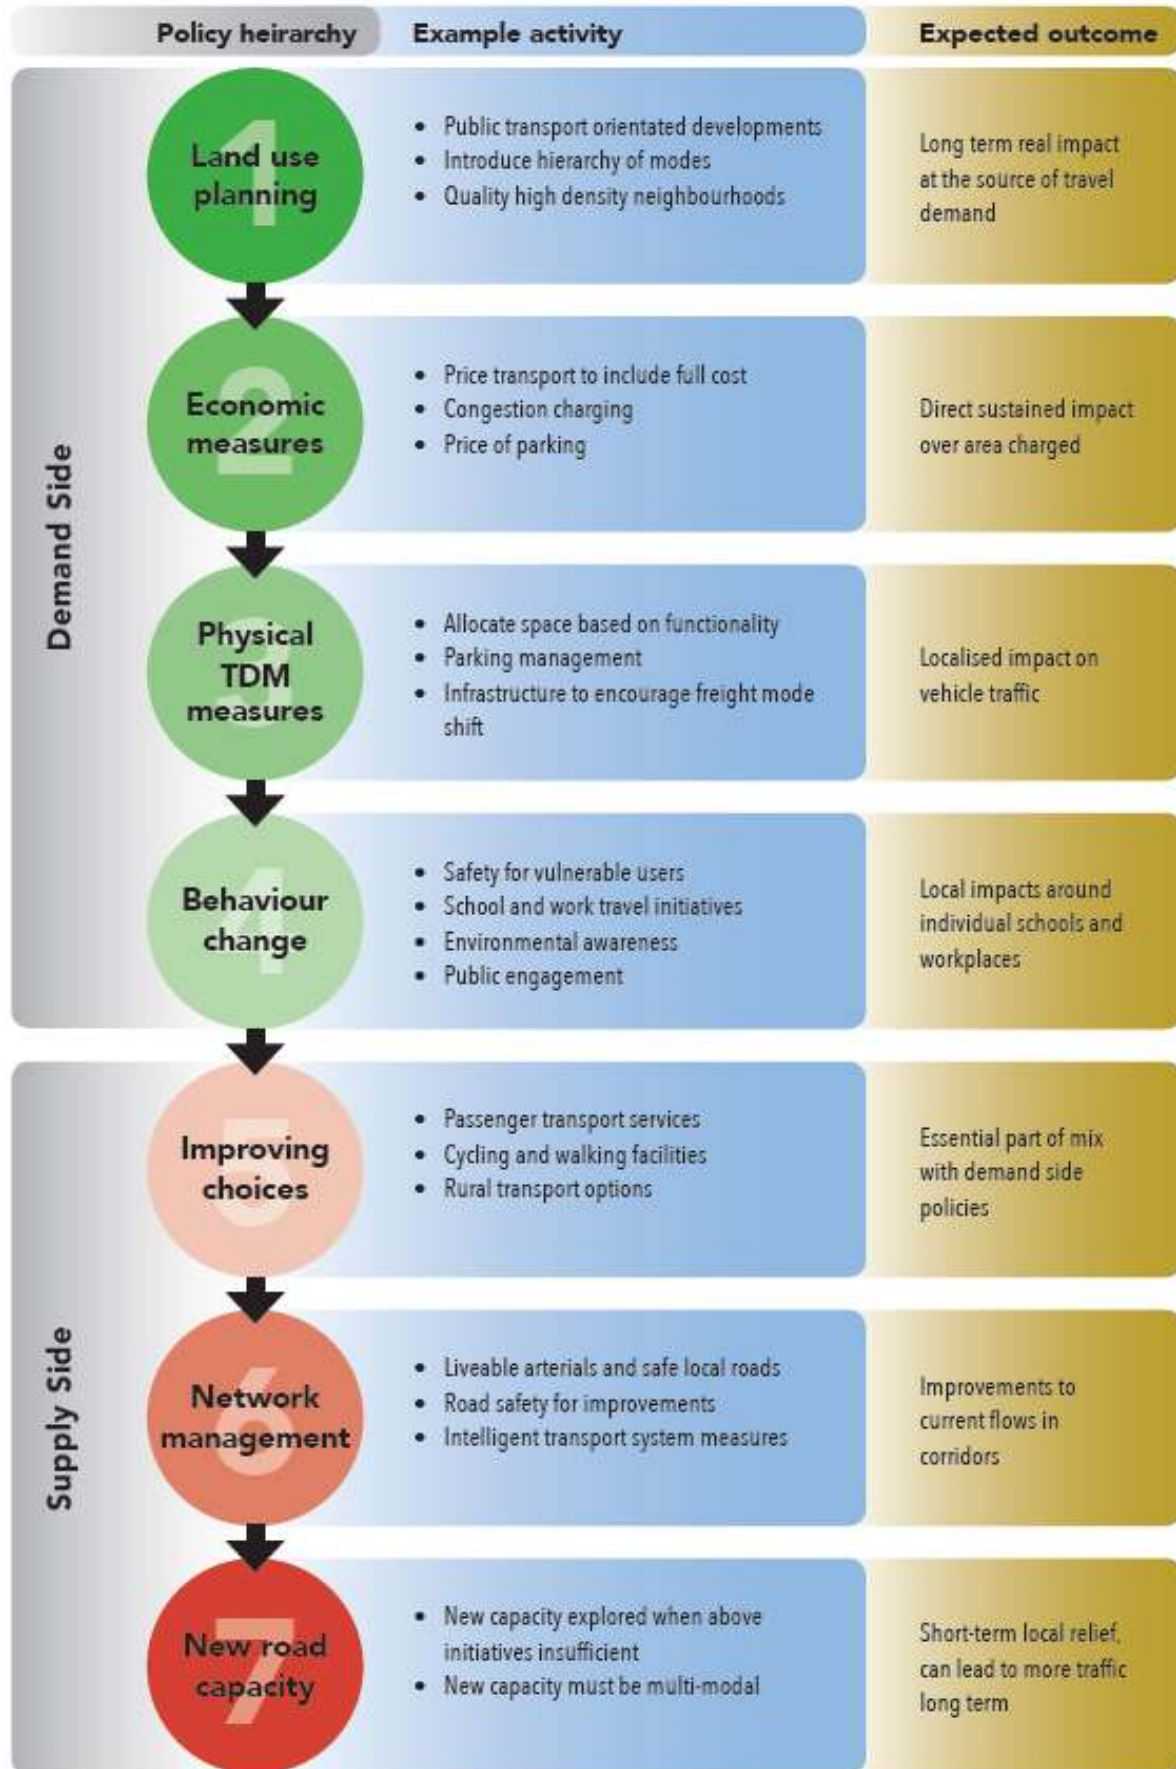 Policy heirarchy
Example activity
Expected outcome
Demand Side
1
Land use
planning
• Public transport orientated developments
• Introduce hierarchy of modes
• Quality high density neighbourhoods
Long term real impact
at the source of travel
demand
2
Economic
measures
• Price transport to include full cost
• Congestion charging
• Price of parking
Direct sustained impact
over area charged
3
Physical
TDM
measures
• Allocate space based on functionality
• Parking management
• Infrastructure to encourage freight mode
shift
Localised impact on
vehicle traffic
4
Behaviour
change
• Safety for vulnerable users
• School and work travel initiatives
• Environmental awareness
• Public engagement
Local impacts around
individual schools and
workplaces
Supply Side
5
Improving
choices
• Passenger transport services
• Cycling and walking facilities
• Rural transport options
Essential part of mix
with demand side
policies
6
Network
management
• Liveable arterials and safe local roads
• Road safety for improvements
• Intelligent transport system measures
Improvements to
current flows in
corridors
7
New road
capacity
• New capacity explored when above
initiatives insufficient
• New capacity must be multi-modal
Short-term local relief,
can lead to more traffic
long term